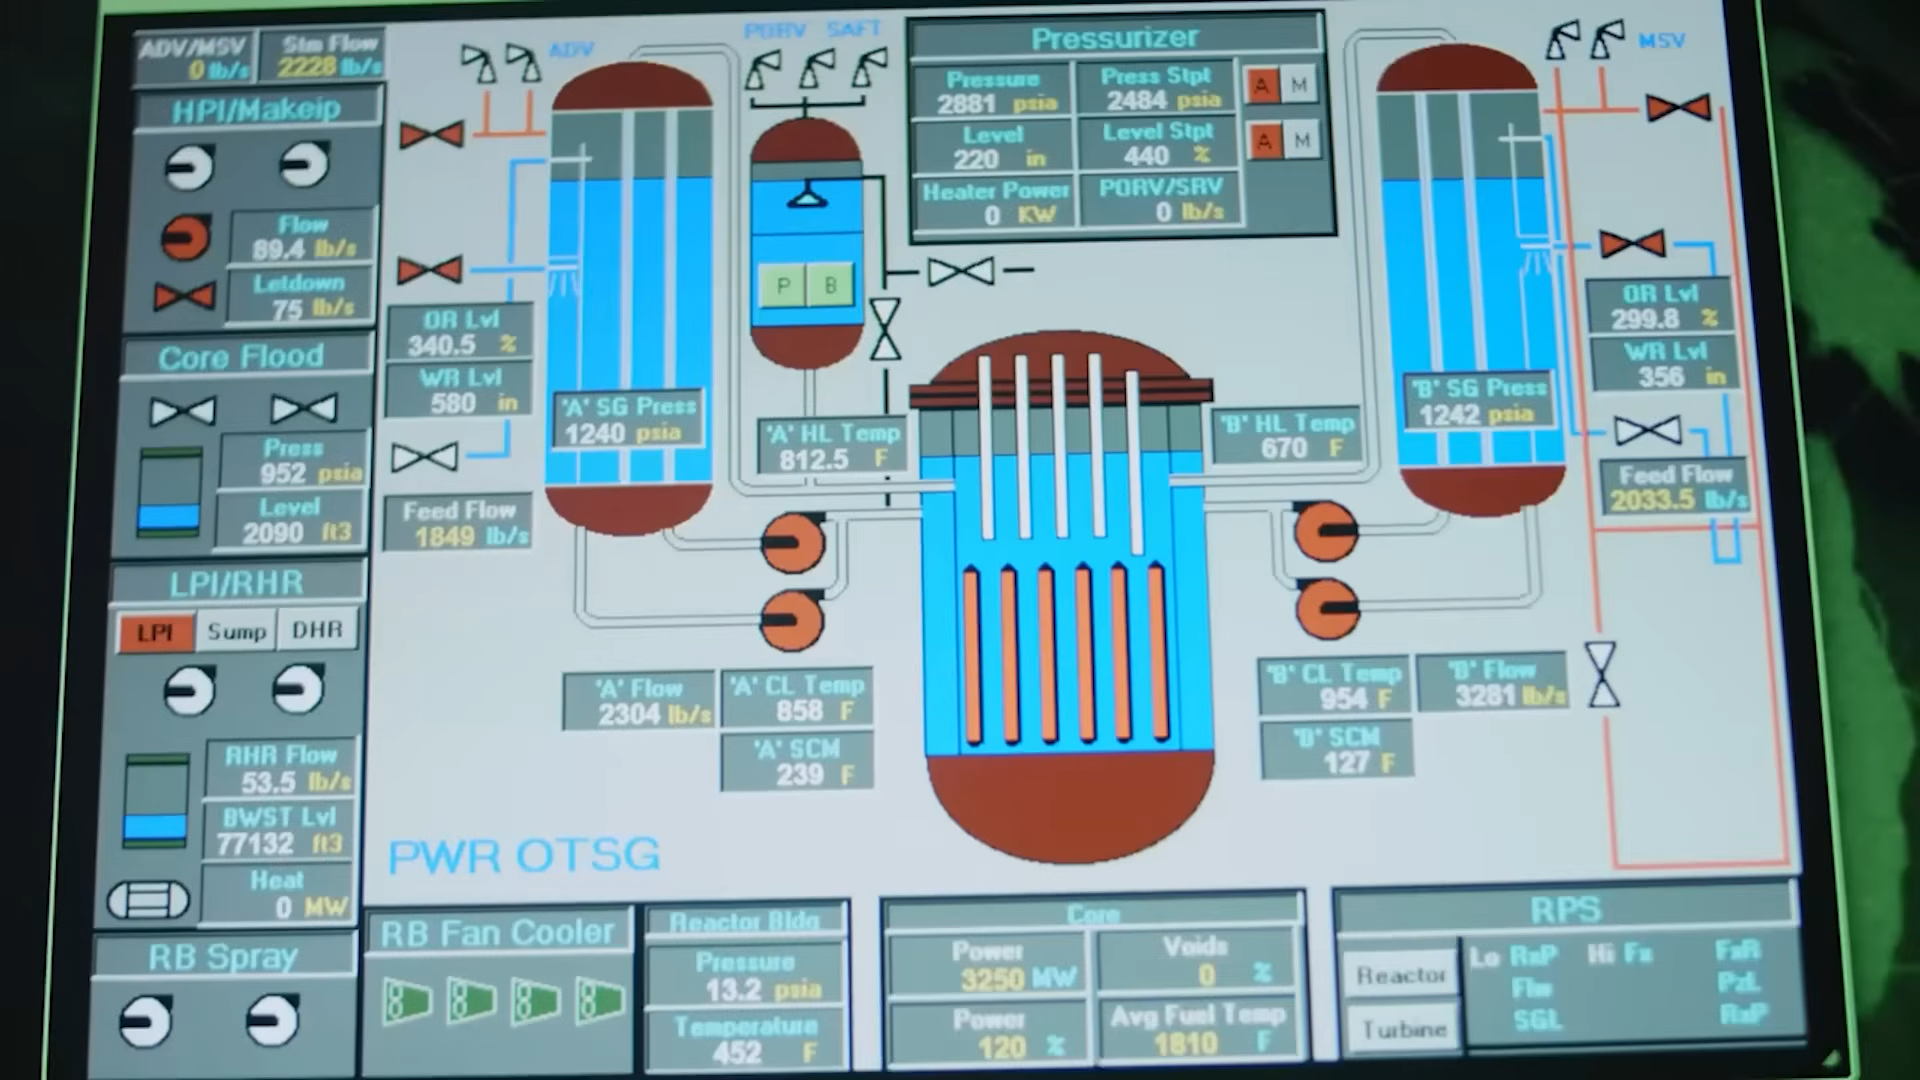 ADV/MSV
0 lb/s
Stm Flow
2228 lb/s
HPI/Makeip
Flow
89.4 lb/s
Letdown
75 lb/s
Core Flood
Press
952 psia
Level
2090 ft3
LPI/RHR
LPI Sump DHR
RHR Flow
53.5 lb/s
BWST Lvl
77132 ft3
Heat
0 MW
RB Spray
ADV
PORV SAFT
Pressurizer
Pressure
2881 psia
Press Stpt
2484 psia
A M
Level
220 in
Level Stpt
440 %
A M
Heater Power
0 KW
PORV/SRV
0 lb/s
MSV
P B
OR Lvl
340.5 %
WR Lvl
580 in
'A' SG Press
1240 psia
Feed Flow
1849 lb/s
'A' HL Temp
812.5 F
'B' HL Temp
670 F
'B' SG Press
1242 psia
OR Lvl
299.8 %
WR Lvl
356 in
Feed Flow
2033.5 lb/s
'A' Flow
2304 lb/s
'A' CL Temp
858 F
'A' SCM
239 F
'B' CL Temp
954 F
'B' Flow
3281 lb/s
'B' SCM
127 F
PWR OTSG
RB Fan Cooler
Reactor Bldg
Pressure
13.2 psia
Temperature
452 F
Core
Power
3250 MW
Voids
0 %
Power
120 %
Avg Fuel Temp
1810 F
RPS
Reactor
Turbine
Lo RxP Hi Fx FxR
Flw PzL
SGL RxP